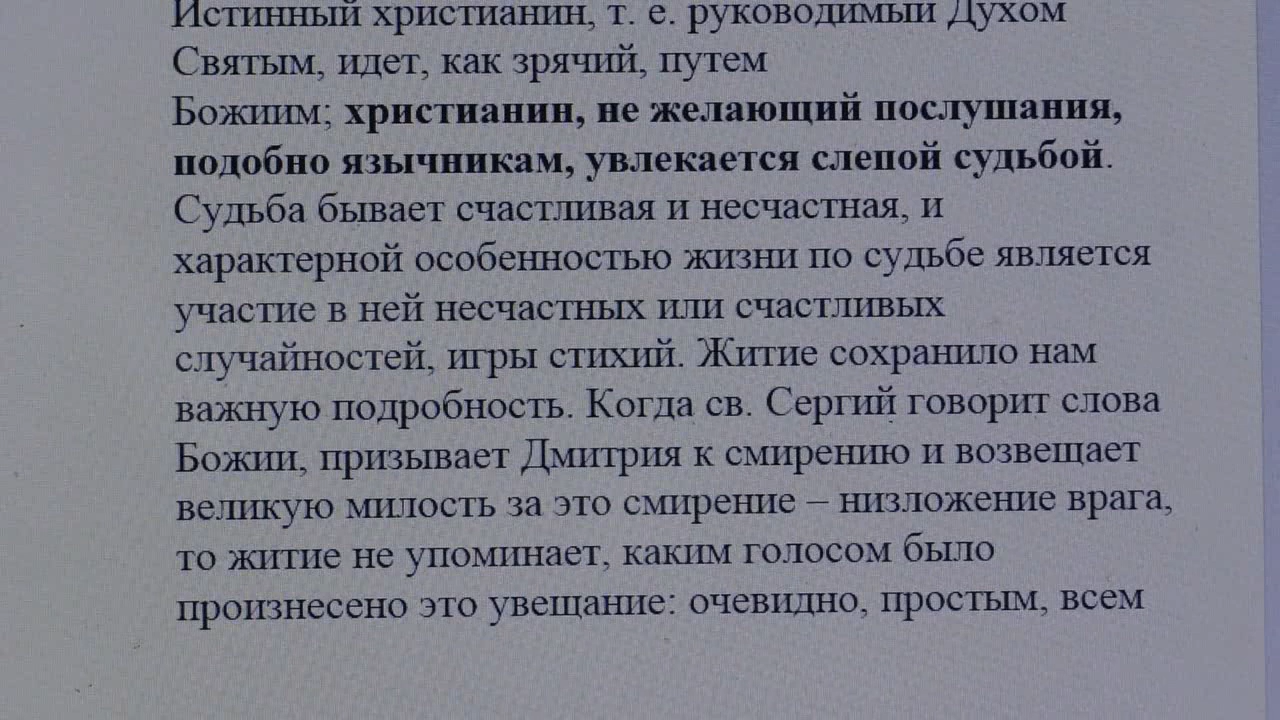 Истинный христианин, т. е. руководимый Духом
Святым, идет, как зрячий, путем
Божиим; христианин, не желающий послушания,
подобно язычникам, увлекается слепой судьбой.
Судьба бывает счастливая и несчастная, и
характерной особенностью жизни по судьбе является
участие в ней несчастных или счастливых
случайностей, игры стихий. Житие сохранило нам
важную подробность. Когда св. Сергий говорит слова
Божии, призывает Дмитрия к смирению и возвещает
великую милость за это смирение – низложение врага,
то житие не упоминает, каким голосом было
произнесено это увещание: очевидно, простым, всем